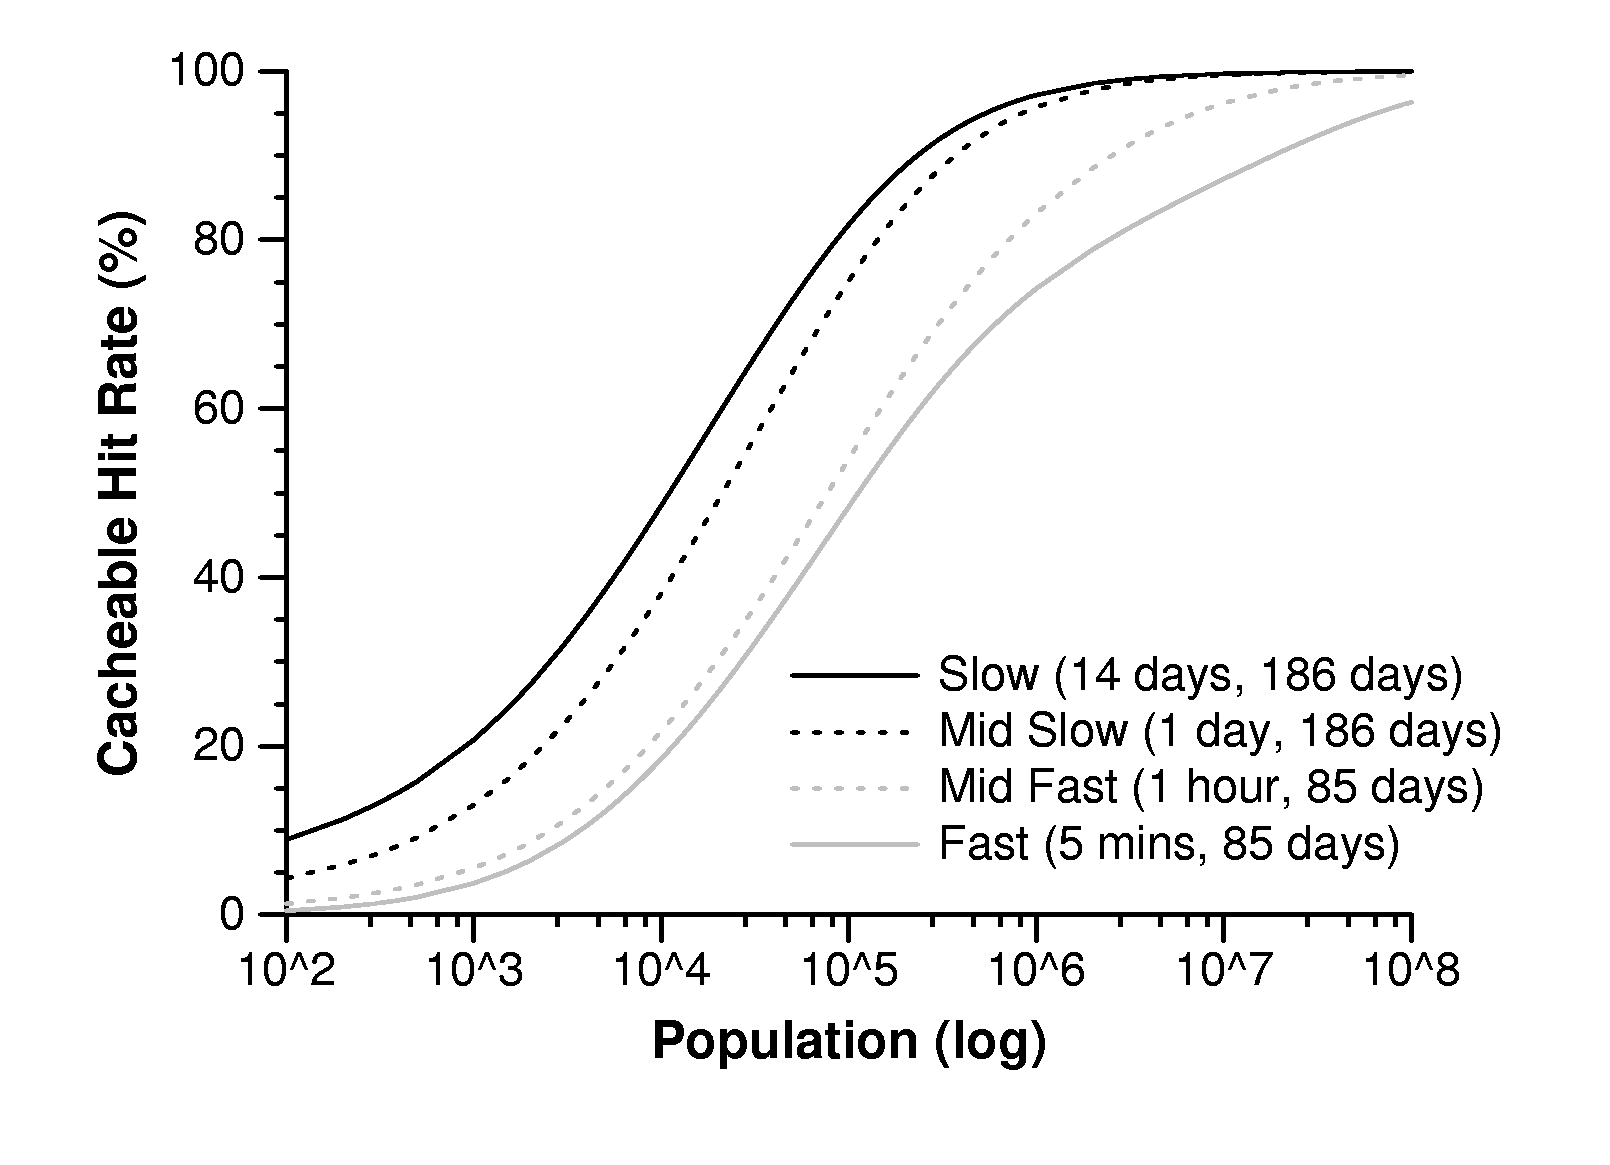 Cacheable Hit Rate (%)
100
80
60
40
20
0
Slow (14 days, 186 days)
Mid Slow (1 day, 186 days)
Mid Fast (1 hour, 85 days)
Fast (5 mins, 85 days)
10^2 10^3 10^4 10^5 10^6 10^7 10^8
Population (log)